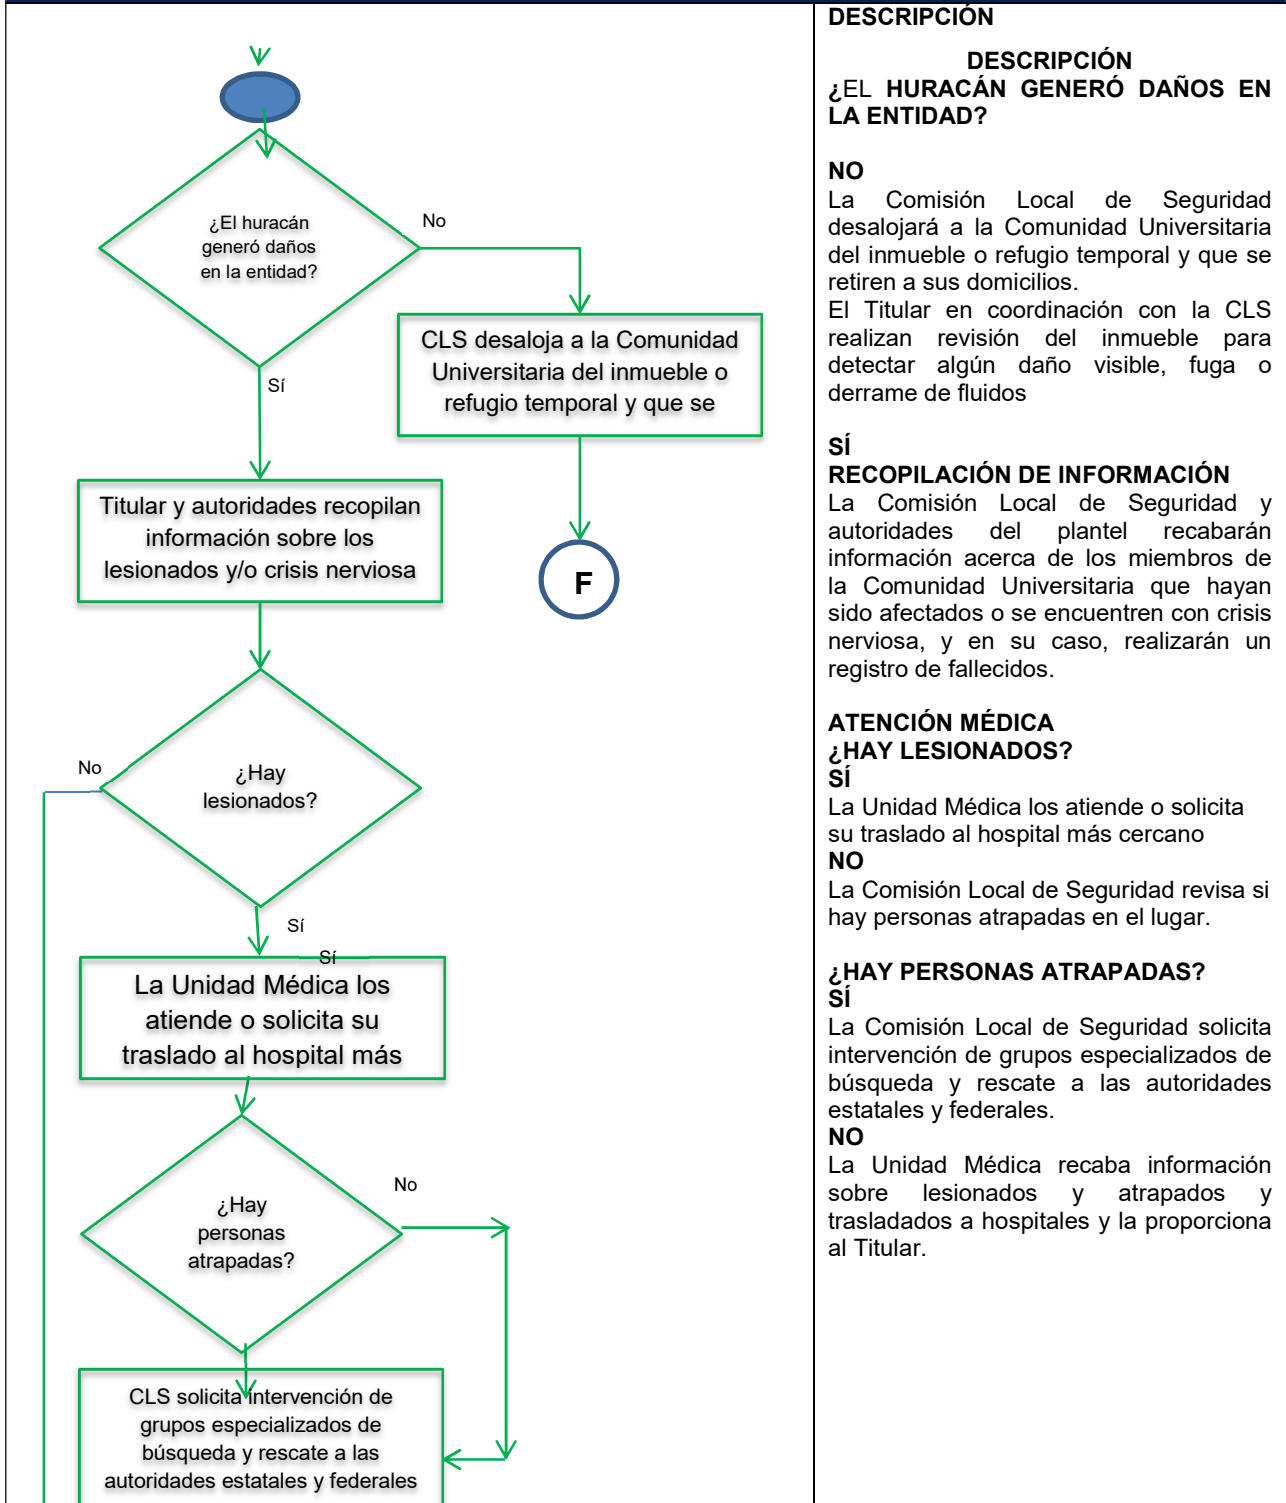 ¿El huracán
generó daños
en la entidad?
No
CLS desaloja a la Comunidad
Universitaria del inmueble o
refugio temporal y que se
Sí
Titular y autoridades recopilan
información sobre los
lesionados y/o crisis nerviosa
F
No
¿Hay
lesionados?
Sí
Sí
La Unidad Médica los
atiende o solicita su
traslado al hospital más
¿Hay
personas
atrapadas?
No
CLS solicita intervención de
grupos especializados de
búsqueda y rescate a las
autoridades estatales y federales
DESCRIPCIÓN
DESCRIPCIÓN
¿EL HURACÁN GENERÓ DAÑOS EN
LA ENTIDAD?
NO
La Comisión Local de Seguridad
desalojará a la Comunidad Universitaria
del inmueble o refugio temporal y que se
retiren a sus domicilios.
El Titular en coordinación con la CLS
realizan revisión del inmueble para
detectar algún daño visible, fuga o
derrame de fluidos
SÍ
RECOPILACIÓN DE INFORMACIÓN
La Comisión Local de Seguridad y
autoridades del plantel recabarán
información acerca de los miembros de
la Comunidad Universitaria que hayan
sido afectados o se encuentren con crisis
nerviosa, y en su caso, realizarán un
registro de fallecidos.
ATENCIÓN MÉDICA
¿HAY LESIONADOS?
SÍ
La Unidad Médica los atiende o solicita
su traslado al hospital más cercano
NO
La Comisión Local de Seguridad revisa si
hay personas atrapadas en el lugar.
¿HAY PERSONAS ATRAPADAS?
SÍ
La Comisión Local de Seguridad solicita
intervención de grupos especializados de
búsqueda y rescate a las autoridades
estatales y federales.
NO
La Unidad Médica recaba información
sobre lesionados y atrapados y
trasladados a hospitales y la proporciona
al Titular.